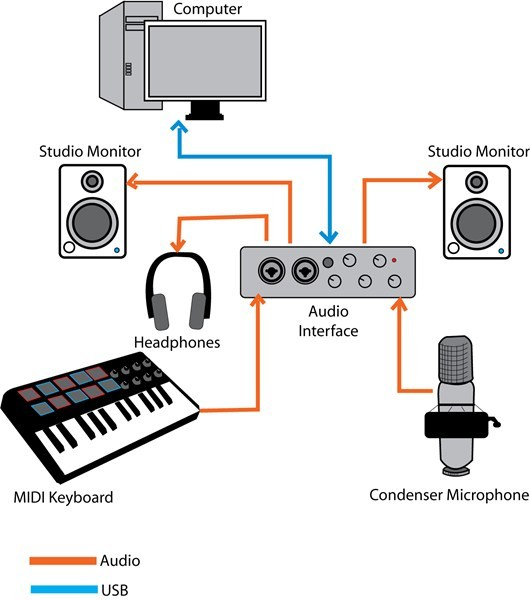 Computer
Studio Monitor
Studio Monitor
Audio
Interface
Headphones
MIDI Keyboard
Condenser Microphone
Audio
USB